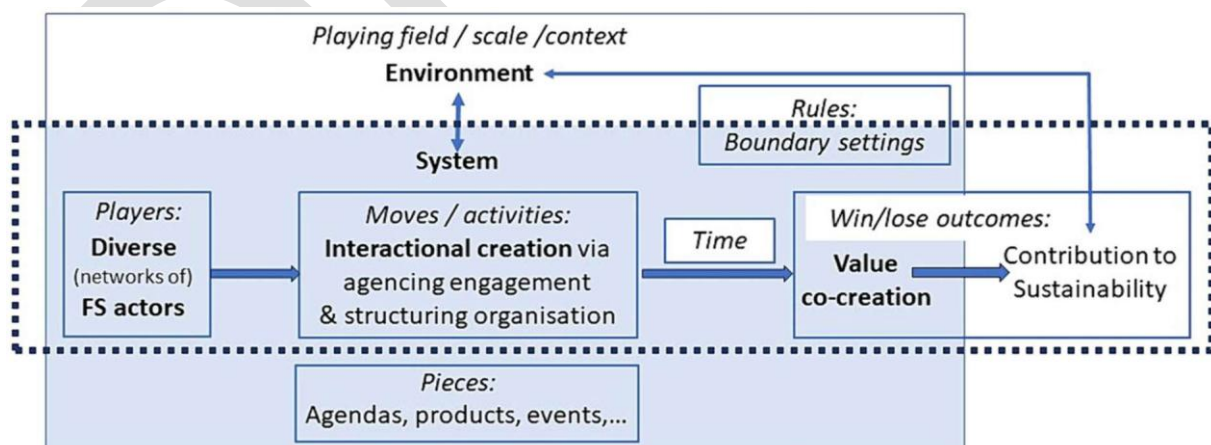 Playing field / scale /context
Environment
Rules:
Boundary settings
System
Players:
Diverse
(networks of)
FS actors
Moves / activities:
Interactional creation via
agencing engagement
& structuring organisation
Time
Win/lose outcomes:
Value
co-creation
Contribution to
Sustainability
Pieces:
Agendas, products, events,...